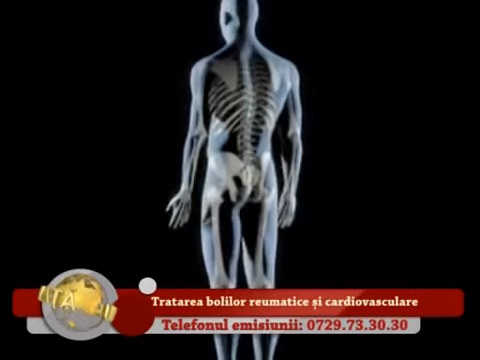 Tratarea bolilor reumatice și cardiovasculare
Telefonul emisiunii: 0729.73.30.30